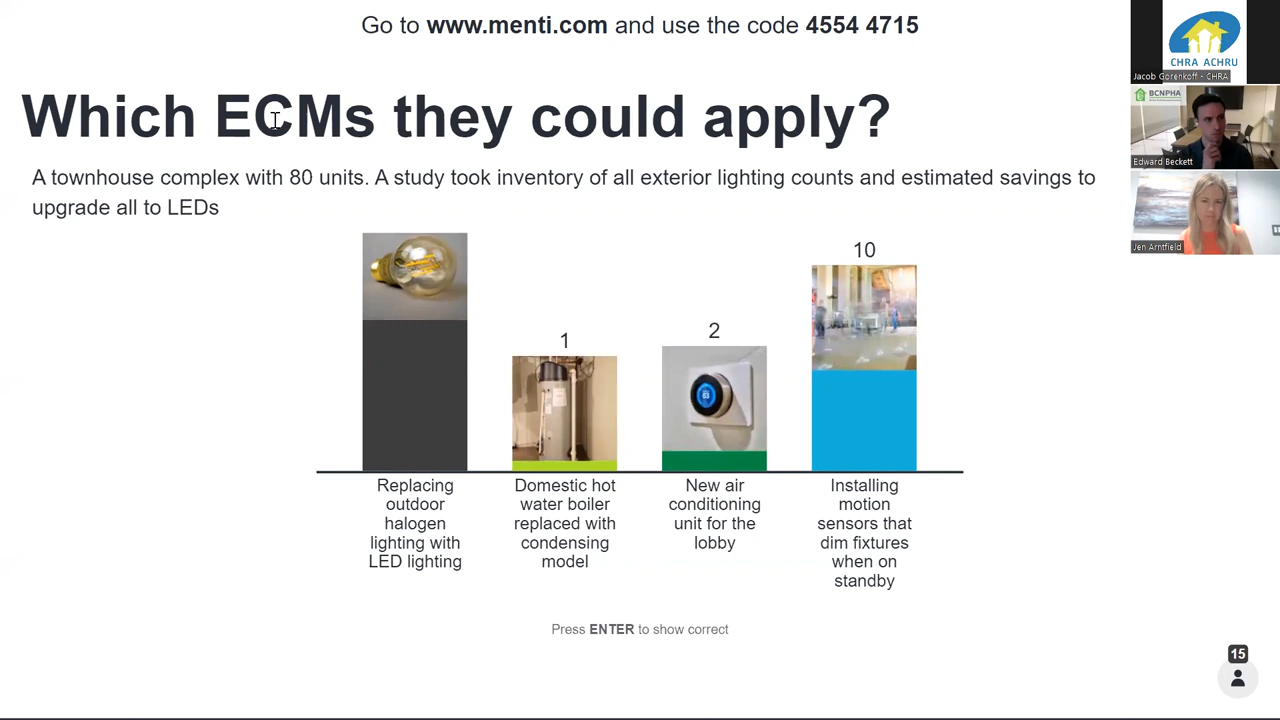 Go to www.menti.com and use the code 4554 4715
CHRA ACHRU
Jacob Gorenkoff - CHRA
BCNPHA
Edward Beckett
Jen Arntfield
Which ECMs they could apply?
A townhouse complex with 80 units. A study took inventory of all exterior lighting counts and estimated savings to
upgrade all to LEDs
10
1
2
63
Replacing
outdoor
halogen
lighting with
LED lighting
Domestic hot
water boiler
replaced with
condensing
model
New air
conditioning
unit for the
lobby
Installing
motion
sensors that
dim fixtures
when on
standby
Press ENTER to show correct
15